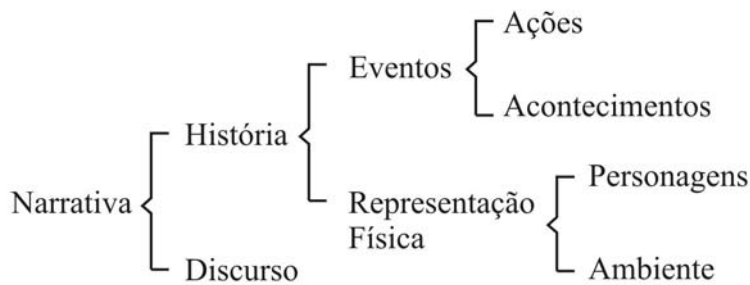 Ações
Eventos
Acontecimentos
História
Personagens
Narrativa
Representação
Física
Discurso
Ambiente